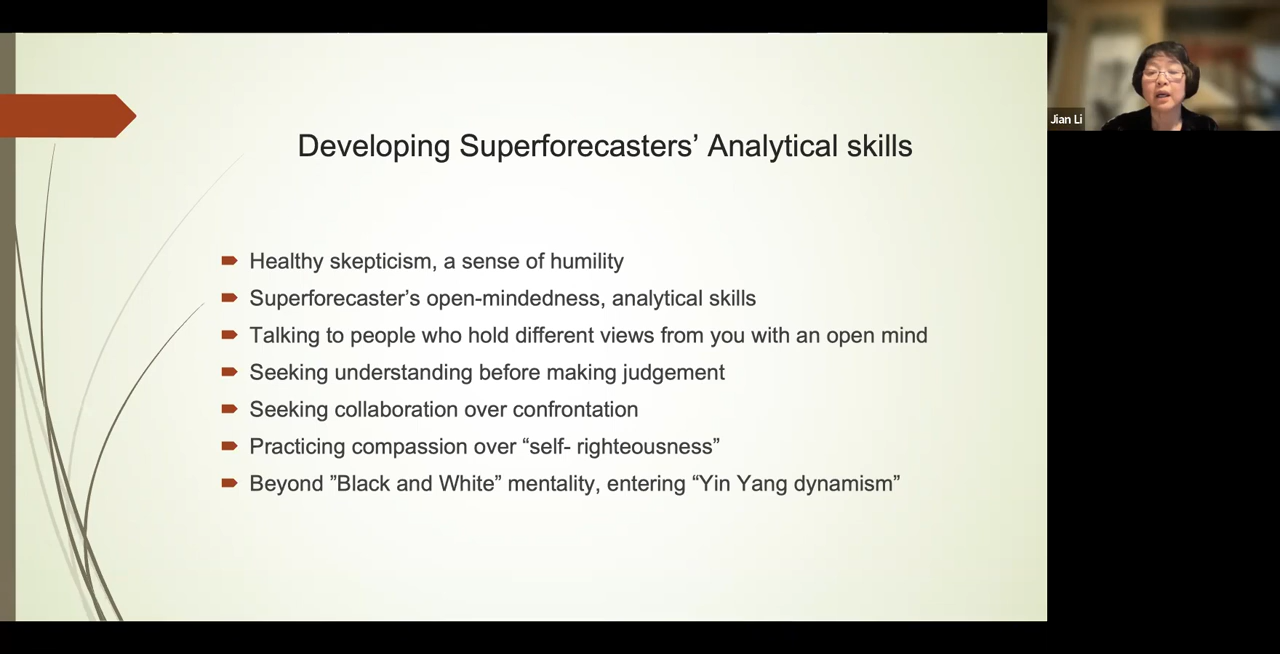 Developing Superforecasters’ Analytical skills
Healthy skepticism, a sense of humility
Superforecaster’s open-mindedness, analytical skills
Talking to people who hold different views from you with an open mind
Seeking understanding before making judgement
Seeking collaboration over confrontation
Practicing compassion over “self- righteousness”
Beyond ”Black and White” mentality, entering “Yin Yang dynamism”
Jian Li